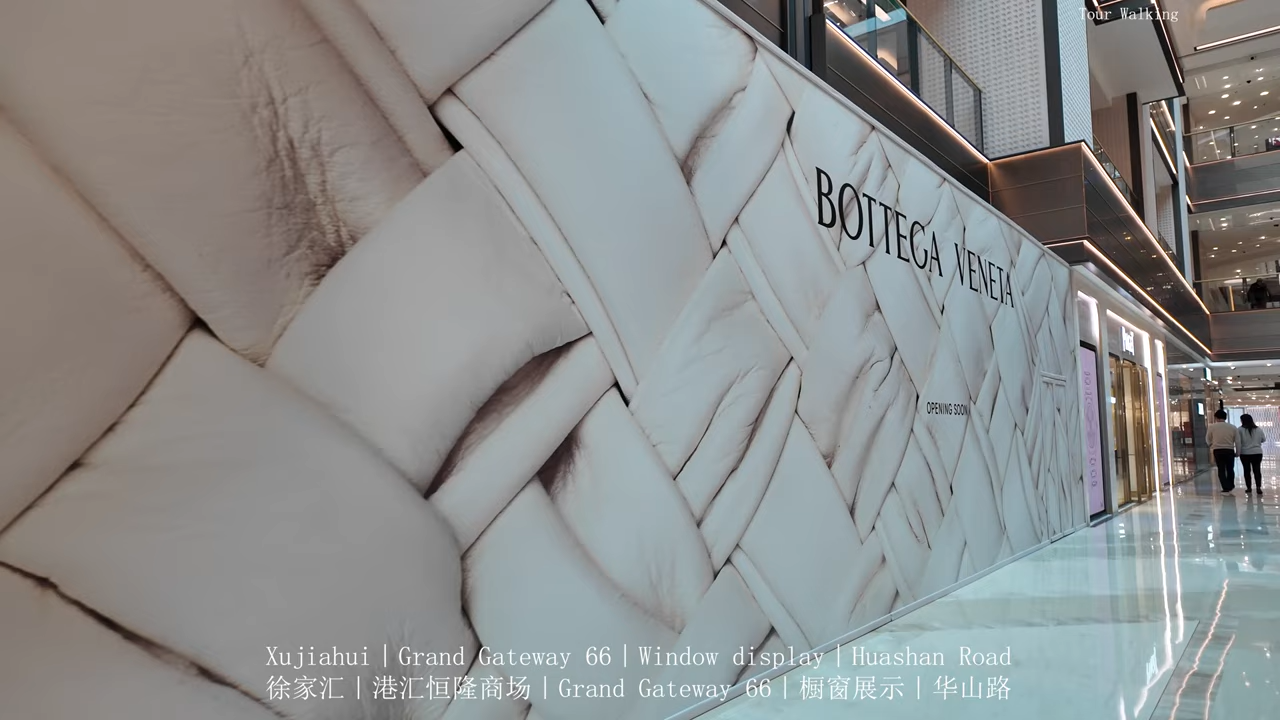 Tour Walking
BOTTEGA VENETA
OPENING SOON
Xujiahui | Grand Gateway 66 | Window display | Huashan Road
徐家汇 | 港汇恒隆商场 | Grand Gateway 66 | 橱窗展示 | 华山路